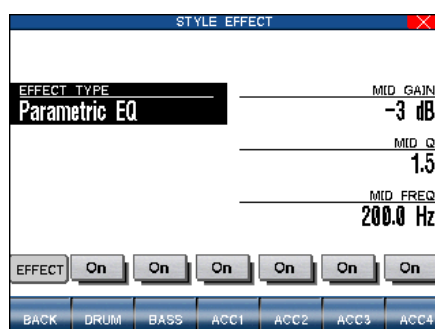 STYLE EFFECT
EFFECT TYPE
Parametric EQ
MID GAIN
-3 dB
MID Q
1.5
MID FREQ
200.0 Hz
EFFECT On On On On On On
BACK DRUM BASS ACC1 ACC2 ACC3 ACC4